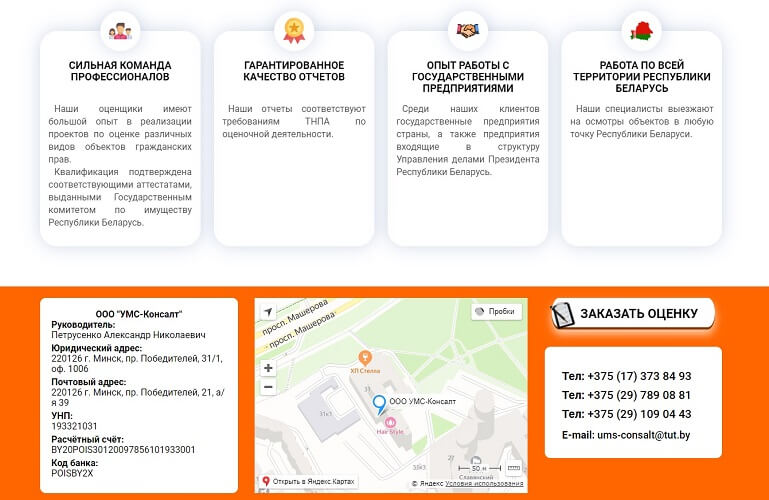 СИЛЬНАЯ КОМАНДА
ПРОФЕССИОНАЛОВ
Наши оценщики имеют
большой опыт в реализации
проектов по оценке различных
видов объектов гражданских
прав.
Квалификация подтверждена
соответствующими аттестатами,
выданными Государственным
комитетом по имуществу
Республики Беларусь.
ГАРАНТИРОВАННОЕ
КАЧЕСТВО ОТЧЕТОВ
Наши отчеты соответствуют
требованиям ТНПА по
оценочной деятельности.
ОПЫТ РАБОТЫ С
ГОСУДАРСТВЕННЫМИ
ПРЕДПРИЯТИЯМИ
Среди наших клиентов
государственные предприятия
страны, а также предприятия
входящие в структуру
Управления делами Президента
Республики Беларусь.
РАБОТА ПО ВСЕЙ
ТЕРРИТОРИИ РЕСПУБЛИКИ
БЕЛАРУСЬ
Наши специалисты выезжают
на осмотры объектов в любую
точку Республики Беларуси.
ООО "УМС-Консалт"
Руководитель:
Петрусенко Александр Николаевич
Юридический адрес:
220126 г. Минск, пр. Победителей, 31/1,
оф. 1006
Почтовый адрес:
220126 г. Минск, пр. Победителей, 21, а/
я 39
УНП:
193321031
Расчётный счёт:
BY20POIS30120097856101933001
Код банка:
POISBY2X
Пробки
просп. Машерова
просп. Машерова
ХП Стелла
ООО УМС-Консалт
31к1
Hair Style
23к3
Славянский
50 м
Открыть в Яндекс.Картах
© Яндекс Условия использования
ЗАКАЗАТЬ ОЦЕНКУ
Тел: +375 (17) 373 84 93
Тел: +375 (29) 789 08 81
Тел: +375 (29) 109 04 43
E-mail: ums-consalt@tut.by